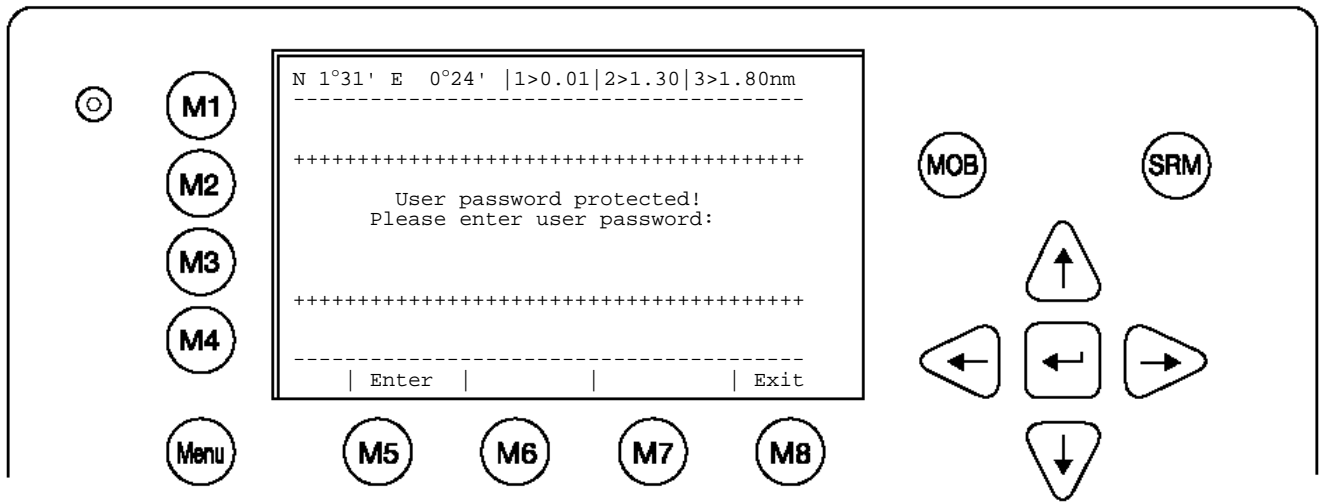 N 1°31' E 0°24' |1>0.01|2>1.30|3>1.80nm
----------------------------------------
++++++++++++++++++++++++++++++++++++++++
User password protected!
Please enter user password:
++++++++++++++++++++++++++++++++++++++++
----------------------------------------
| Enter | | | Exit
M1
M2
M3
M4
Menu
M5
M6
M7
M8
MOB
SRM